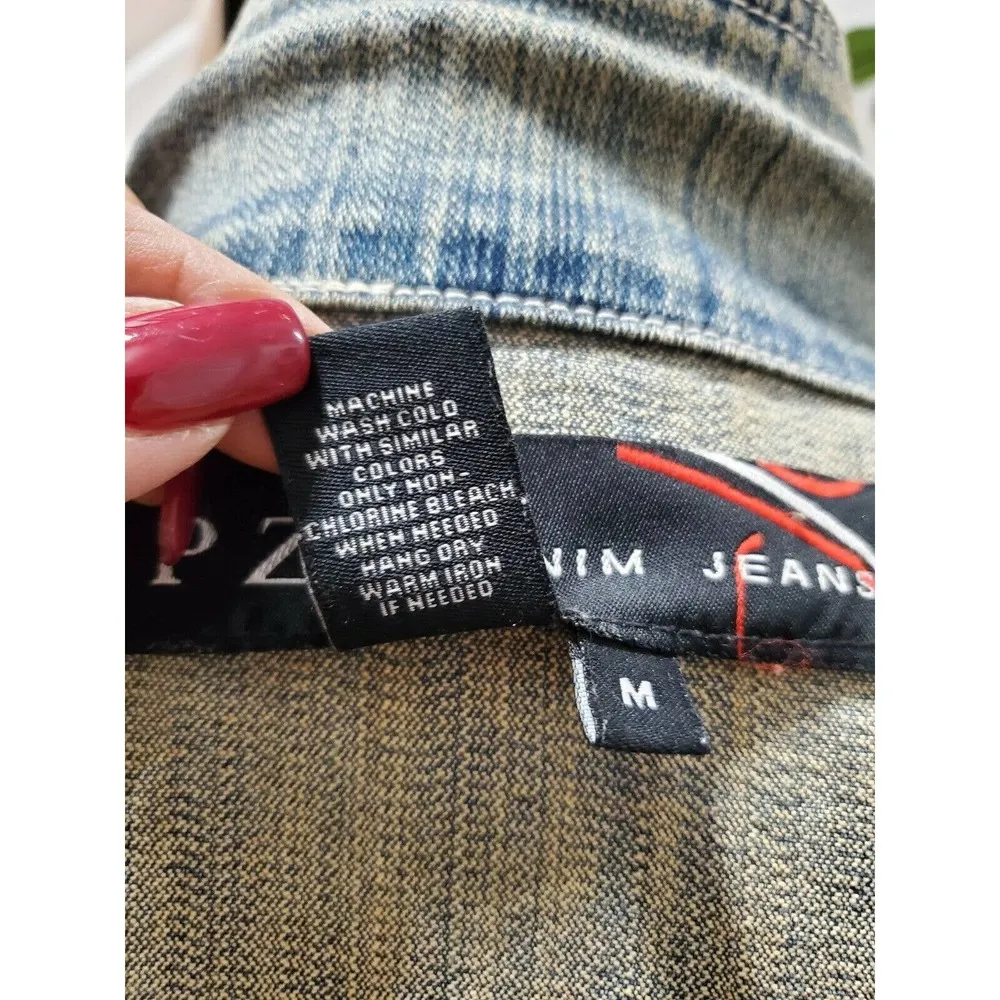 MACHINE
WASH COLD
WITH SIMILAR
COLORS
ONLY NON-
CHLORINE BLEACH
WHEN NEEDED
HANG DRY
WARM IRON
IF NEEDED
PZ
NIM JEANS
M